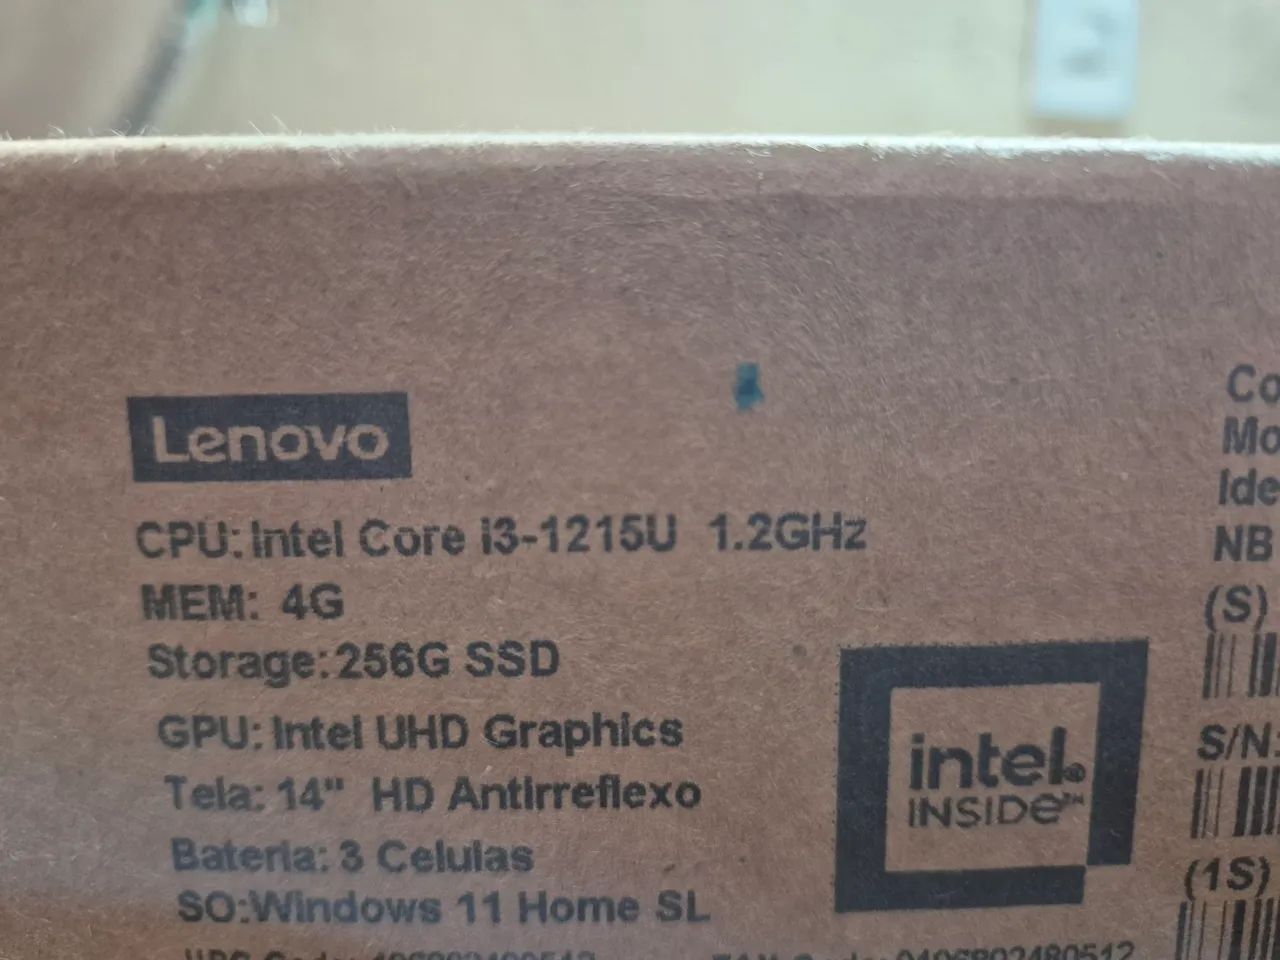 Lenovo
CPU: Intel Core i3-1215U 1.2GHz
MEM: 4G
Storage: 256G SSD
GPU: Intel UHD Graphics
Tela: 14" HD Antirreflexo
Bateria: 3 Celulas
SO:Windows 11 Home SL
intel®
INSIDE™
Co
Mo
Ide
NB
(S)
S/N:
(1S)